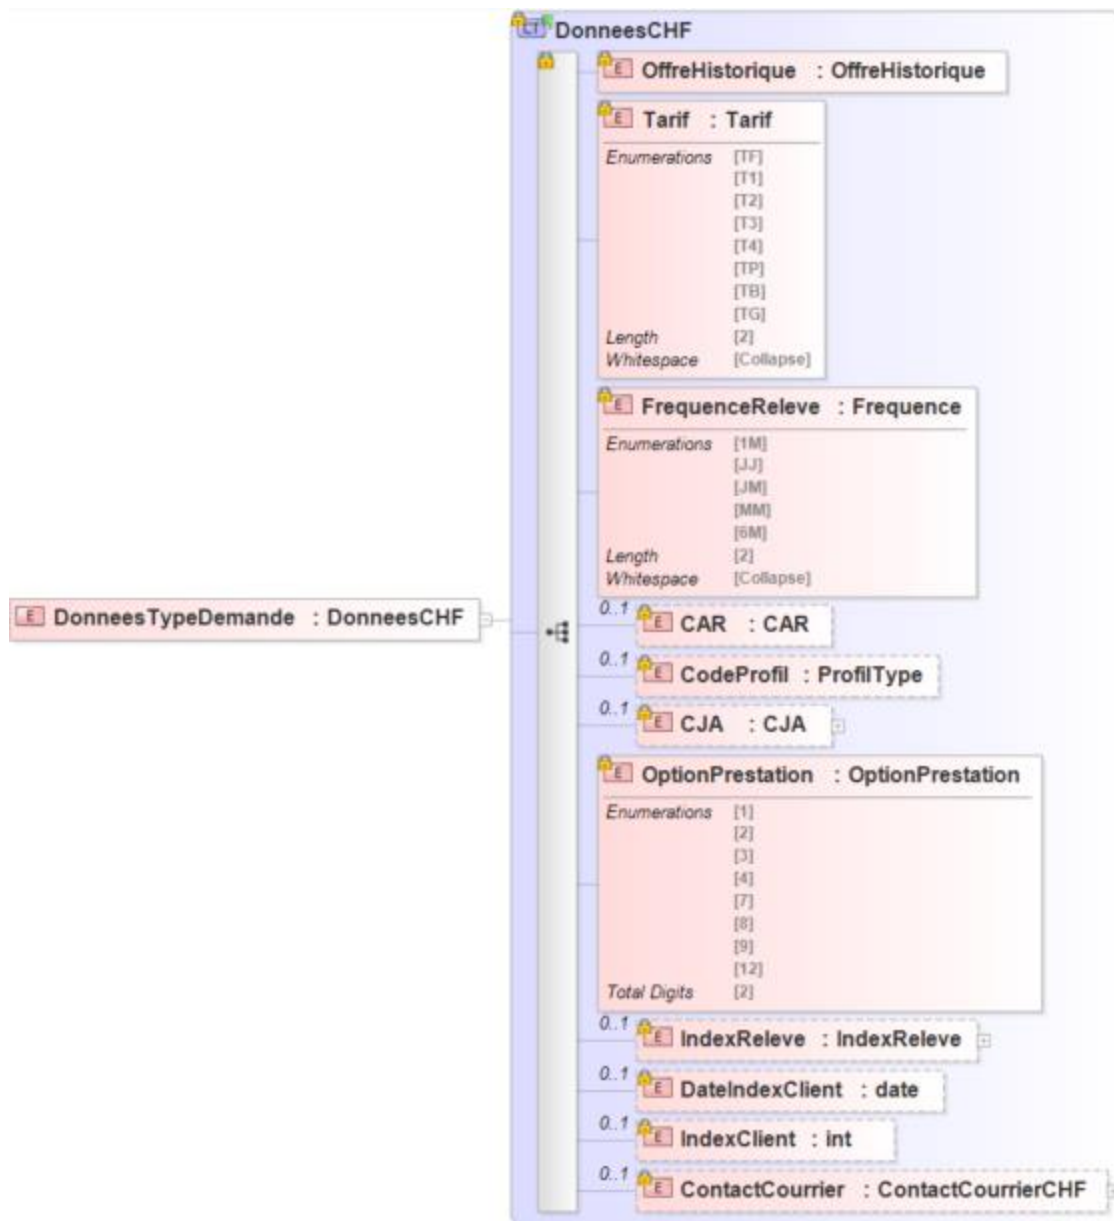 CT DonneesCHF
E OffreHistorique : OffreHistorique
E Tarif : Tarif
Enumerations [TF]
[T1]
[T2]
[T3]
[T4]
[TP]
[TB]
[TG]
Length [2]
Whitespace [Collapse]
E FrequenceReleve : Frequence
Enumerations [1M]
[JJ]
[JM]
[MM]
[6M]
Length [2]
Whitespace [Collapse]
E DonneesTypeDemande : DonneesCHF
0..1 E CAR : CAR
0..1 E CodeProfil : ProfilType
0..1 E CJA : CJA
E OptionPrestation : OptionPrestation
Enumerations [1]
[2]
[3]
[4]
[7]
[8]
[9]
[12]
Total Digits [2]
0..1 E IndexReleve : IndexReleve
0..1 E DateIndexClient : date
0..1 E IndexClient : int
0..1 E ContactCourrier : ContactCourrierCHF